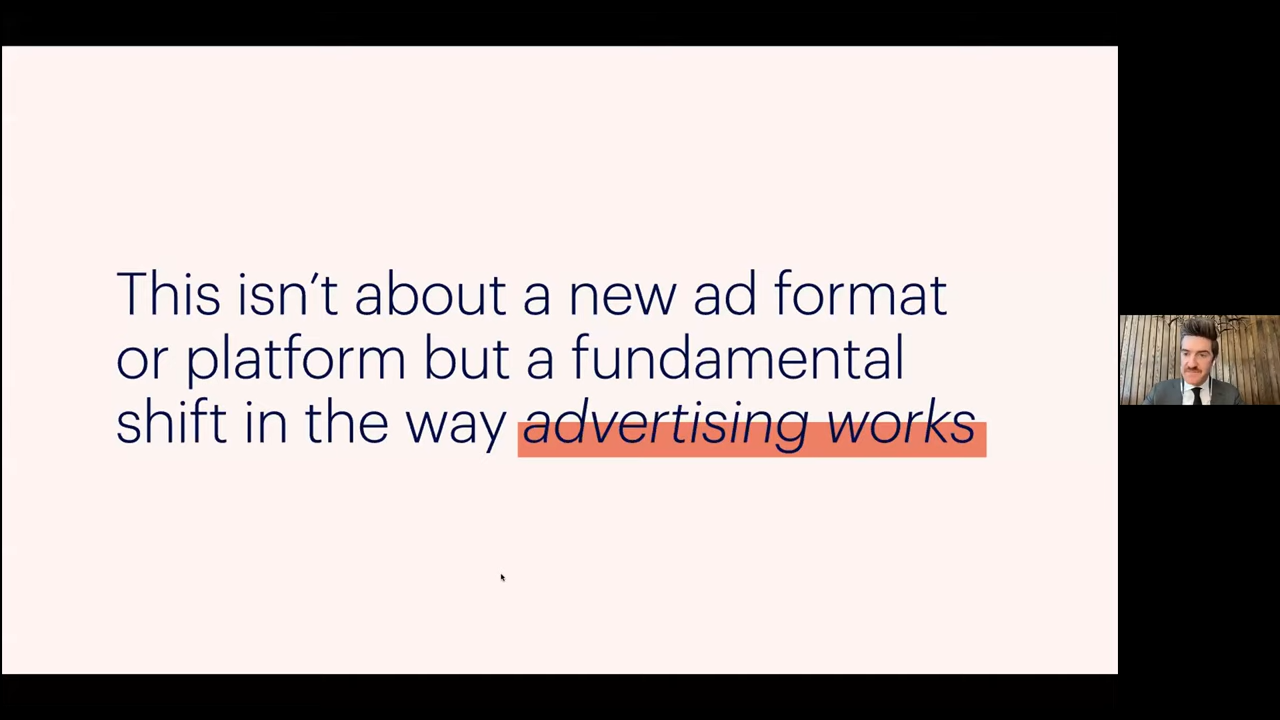 This isn’t about a new ad format
or platform but a fundamental
shift in the way advertising works